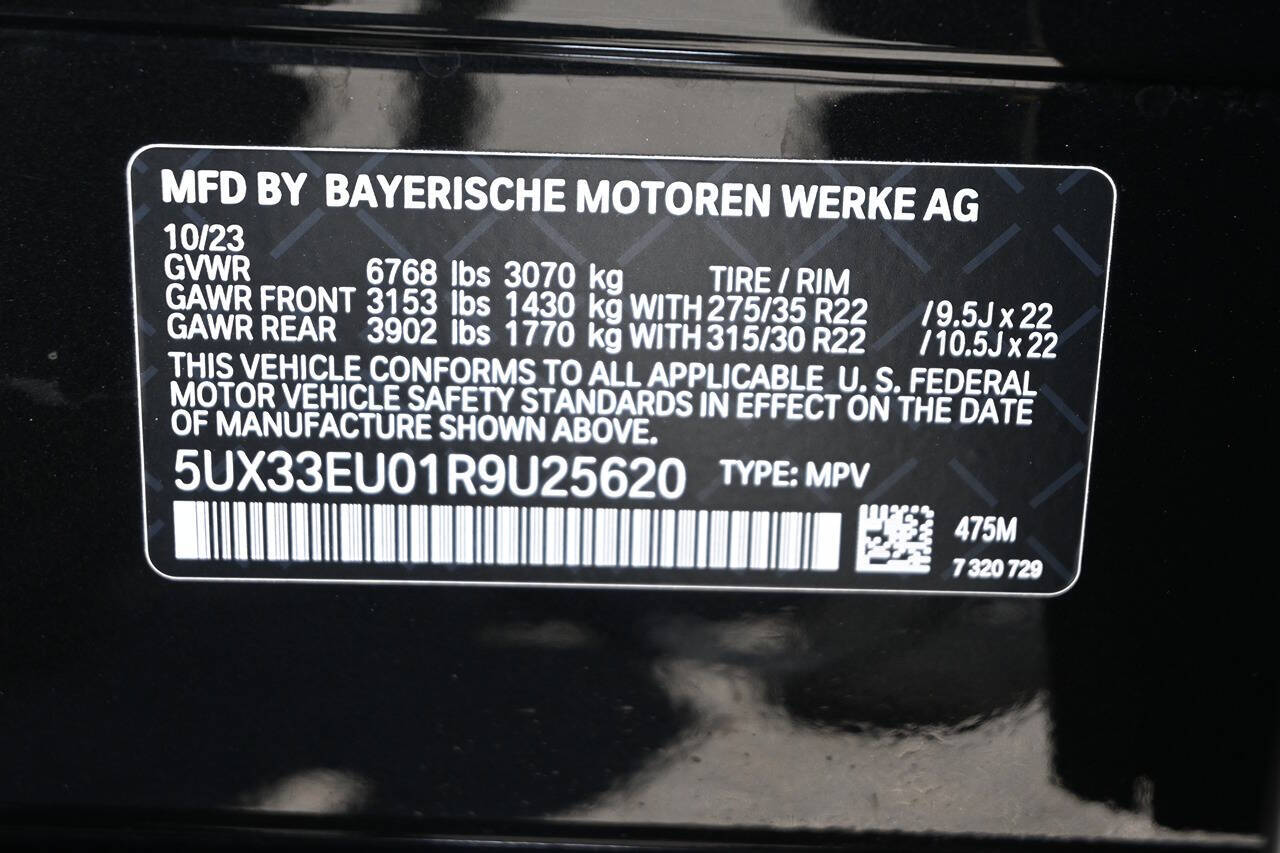 MFD BY BAYERISCHE MOTOREN WERKE AG
10/23
GVWR 6768 lbs 3070 kg TIRE / RIM
GAWR FRONT 3153 lbs 1430 kg WITH 275/35 R22 / 9.5J x 22
GAWR REAR 3902 lbs 1770 kg WITH 315/30 R22 / 10.5J x 22
THIS VEHICLE CONFORMS TO ALL APPLICABLE U. S. FEDERAL
MOTOR VEHICLE SAFETY STANDARDS IN EFFECT ON THE DATE
OF MANUFACTURE SHOWN ABOVE.
5UX33EU01R9U25620 TYPE: MPV
475M
7 320 729